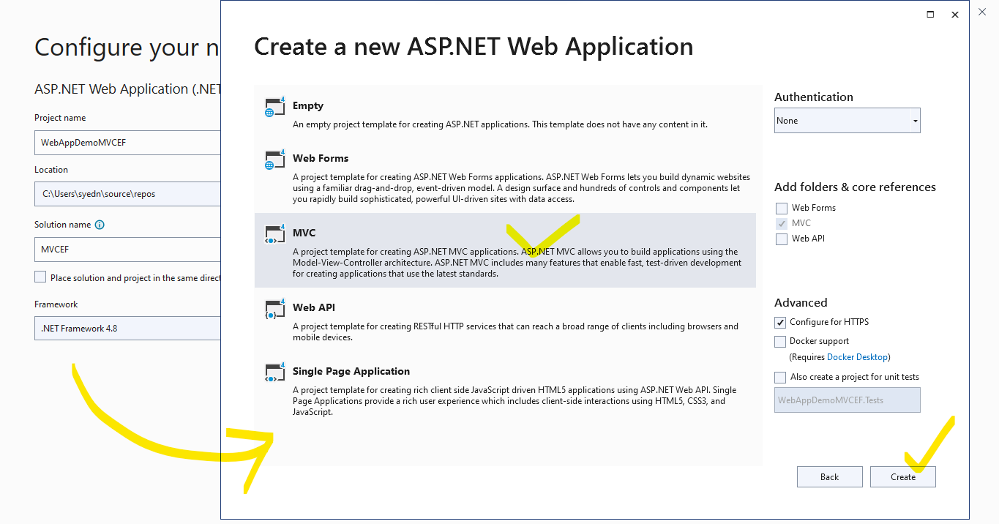 Configure your n
ASP.NET Web Application (.NET
Project name
WebAppDemoMVCEF
Location
C:\Users\syedn\source\repos
Solution name
MVCEF
Place solution and project in the same direct
Framework
.NET Framework 4.8
Create a new ASP.NET Web Application
Empty
An empty project template for creating ASP.NET applications. This template does not have any content in it.
Web Forms
A project template for creating ASP.NET Web Forms applications. ASP.NET Web Forms lets you build dynamic websites
using a familiar drag-and-drop, event-driven model. A design surface and hundreds of controls and components let
you rapidly build sophisticated, powerful UI-driven sites with data access.
MVC
A project template for creating ASP.NET MVC applications. ASP.NET MVC allows you to build applications using the
Model-View-Controller architecture. ASP.NET MVC includes many features that enable fast, test-driven development
for creating applications that use the latest standards.
Web API
A project template for creating RESTful HTTP services that can reach a broad range of clients including browsers and
mobile devices.
Single Page Application
A project template for creating rich client side JavaScript driven HTML5 applications using ASP.NET Web API. Single
Page Applications provide a rich user experience which includes client-side interactions using HTML5, CSS3, and
JavaScript.
Authentication
None
Add folders & core references
Web Forms
MVC
Web API
Advanced
Configure for HTTPS
Docker support
(Requires Docker Desktop)
Also create a project for unit tests
WebAppDemoMVCEF.Tests
Back
Create